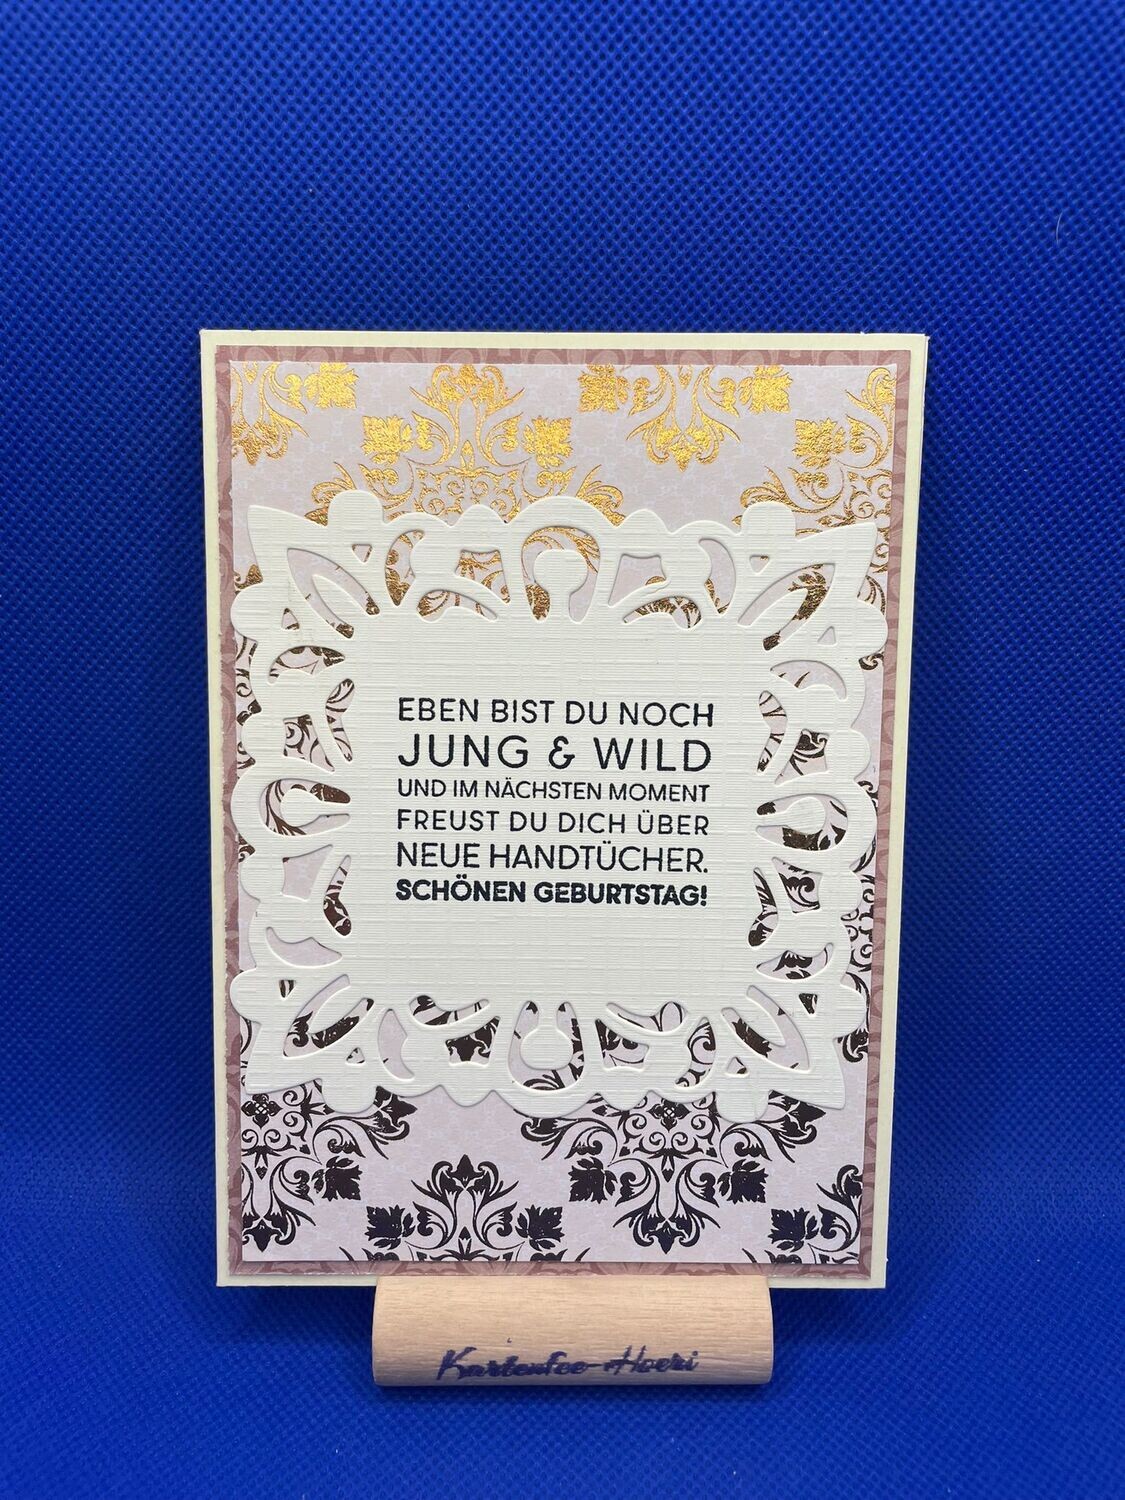 EBEN BIST DU NOCH
JUNG & WILD
UND IM NÄCHSTEN MOMENT
FREUST DU DICH ÜBER
NEUE HANDTÜCHER.
SCHÖNEN GEBURTSTAG!
Kartenfee-Hoeri